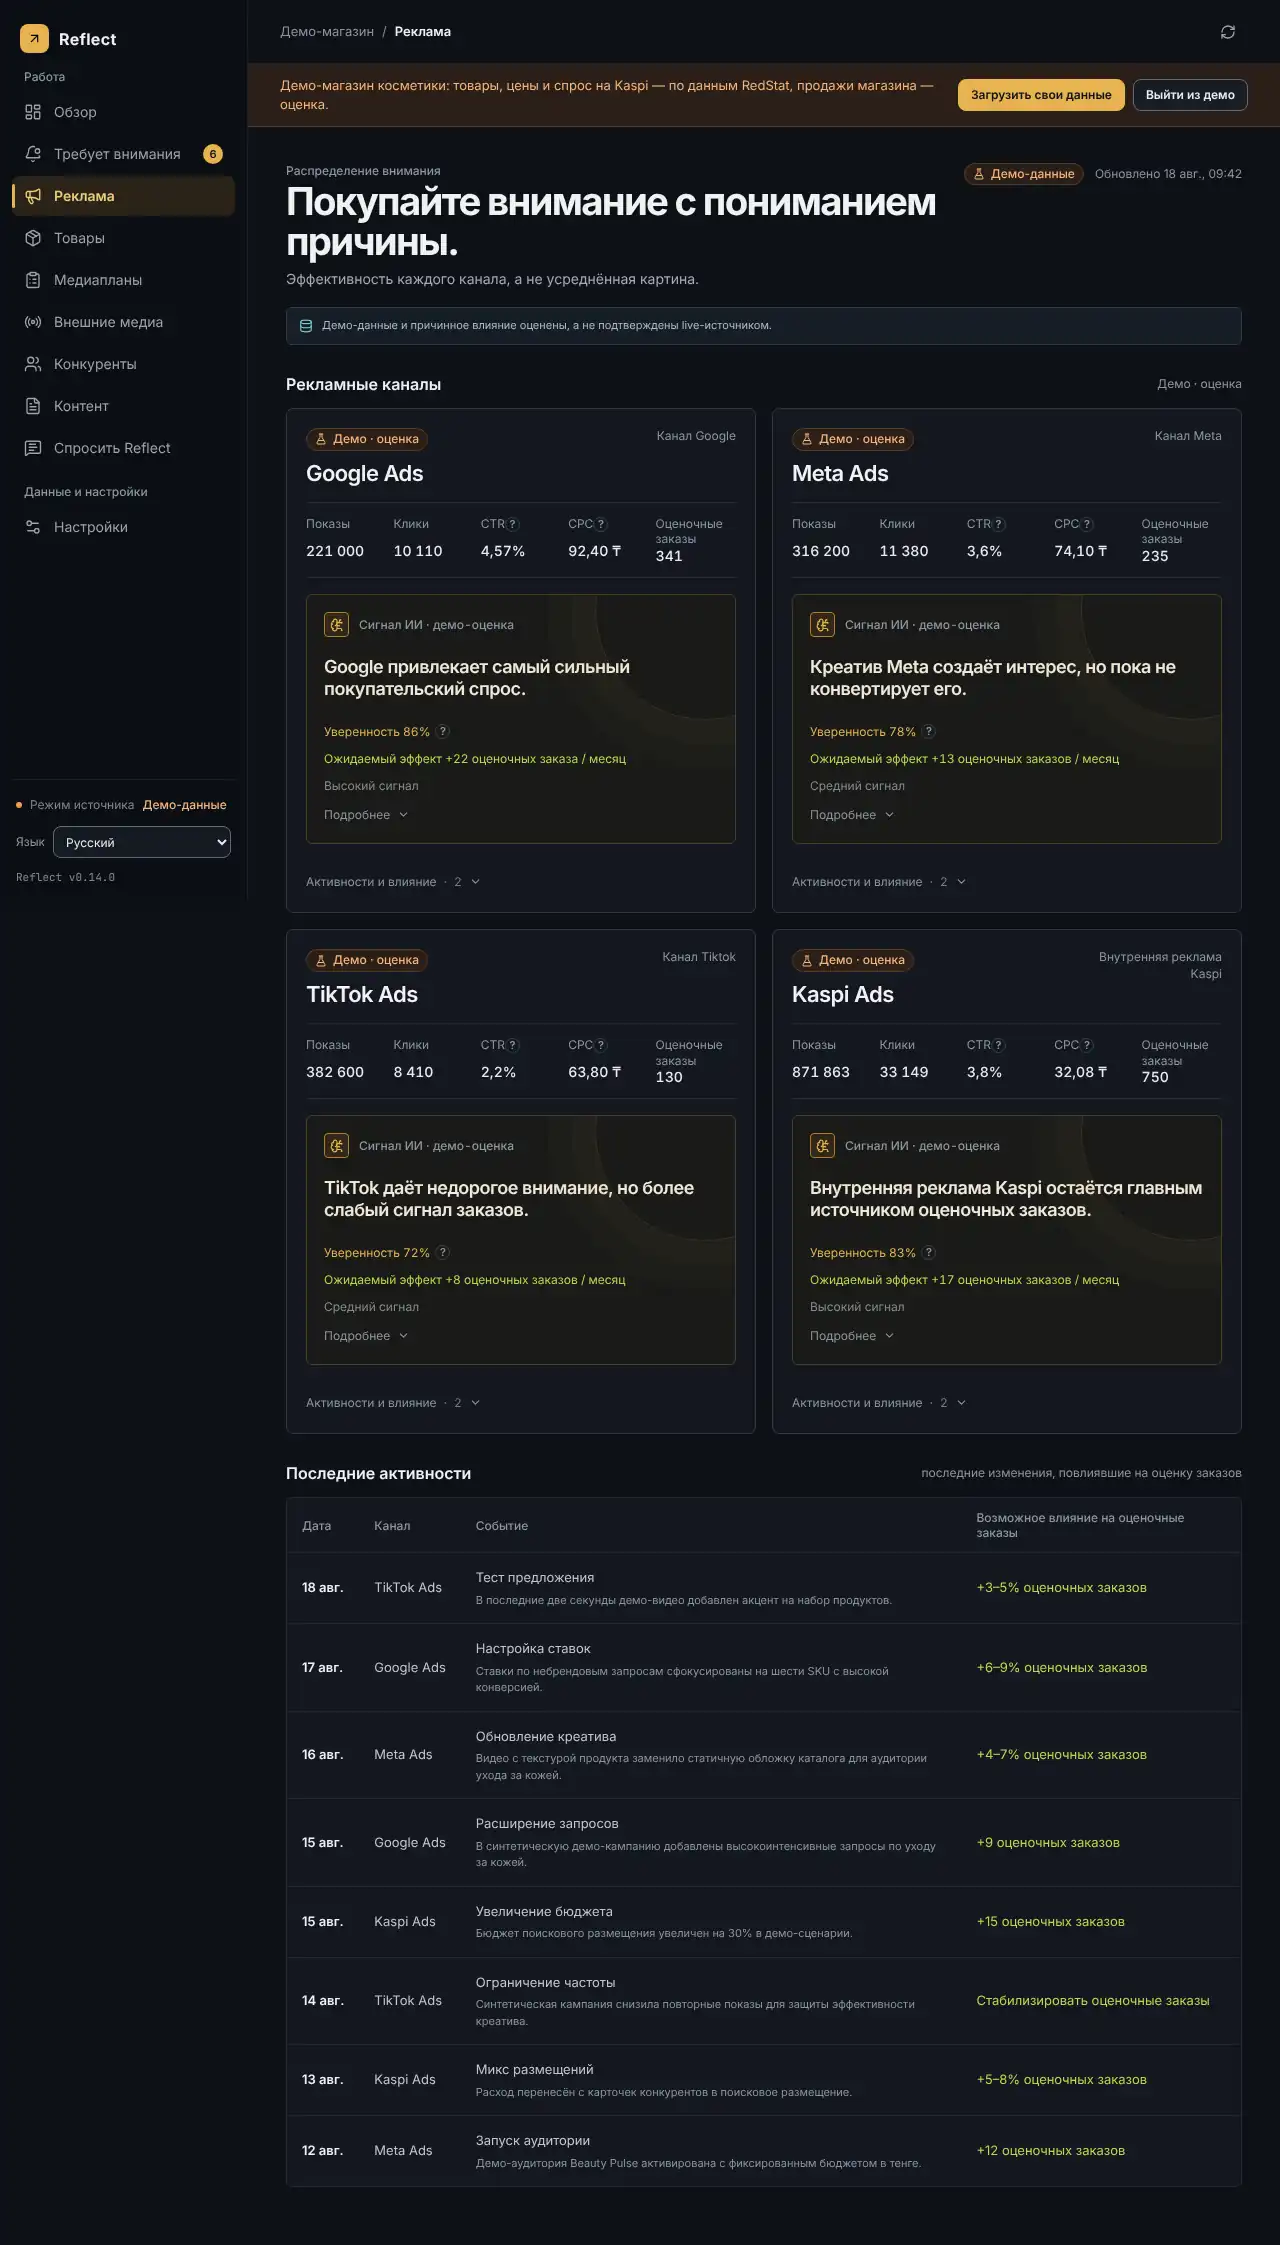 Reflect
Работа
Обзор
Требует внимания 6
Реклама
Товары
Медиапланы
Внешние медиа
Конкуренты
Контент
Спросить Reflect
Данные и настройки
Настройки
Режим источника Демо-данные
Язык Русский
Reflect v0.14.0
Демо-магазин / Реклама
Демо-магазин косметики: товары, цены и спрос на Kaspi — по данным RedStat, продажи магазина —
оценка.
Загрузить свои данные
Выйти из демо
Распределение внимания
Демо-данные Обновлено 18 авг., 09:42
Покупайте внимание с пониманием
причины.
Эффективность каждого канала, а не усреднённая картина.
Демо-данные и причинное влияние оценены, а не подтверждены live-источником.
Рекламные каналы
Демо · оценка
Демо · оценка
Канал Google
Google Ads
Показы Клики CTR ? CPC ? Оценочные
заказы
221 000 10 110 4,57% 92,40 ₸ 341
Сигнал ИИ · демо-оценка
Google привлекает самый сильный
покупательский спрос.
Уверенность 86% ?
Ожидаемый эффект +22 оценочных заказа / месяц
Высокий сигнал
Подробнее
Активности и влияние · 2
Демо · оценка
Канал Meta
Meta Ads
Показы Клики CTR ? CPC ? Оценочные
заказы
316 200 11 380 3,6% 74,10 ₸ 235
Сигнал ИИ · демо-оценка
Креатив Meta создаёт интерес, но пока не
конвертирует его.
Уверенность 78% ?
Ожидаемый эффект +13 оценочных заказов / месяц
Средний сигнал
Подробнее
Активности и влияние · 2
Демо · оценка
Канал Tiktok
TikTok Ads
Показы Клики CTR ? CPC ? Оценочные
заказы
382 600 8 410 2,2% 63,80 ₸ 130
Сигнал ИИ · демо-оценка
TikTok даёт недорогое внимание, но более
слабый сигнал заказов.
Уверенность 72% ?
Ожидаемый эффект +8 оценочных заказов / месяц
Средний сигнал
Подробнее
Активности и влияние · 2
Демо · оценка
Внутренняя реклама
Kaspi
Kaspi Ads
Показы Клики CTR ? CPC ? Оценочные
заказы
871 863 33 149 3,8% 32,08 ₸ 750
Сигнал ИИ · демо-оценка
Внутренняя реклама Kaspi остаётся главным
источником оценочных заказов.
Уверенность 83% ?
Ожидаемый эффект +17 оценочных заказов / месяц
Высокий сигнал
Подробнее
Активности и влияние · 2
Последние активности
последние изменения, повлиявшие на оценку заказов
Дата Канал Событие Возможное влияние на оценочные
заказы
18 авг. TikTok Ads Тест предложения +3–5% оценочных заказов
В последние две секунды демо-видео добавлен акцент на набор продуктов.
17 авг. Google Ads Настройка ставок +6–9% оценочных заказов
Ставки по небрендовым запросам сфокусированы на шести SKU с высокой
конверсией.
16 авг. Meta Ads Обновление креатива +4–7% оценочных заказов
Видео с текстурой продукта заменило статичную обложку каталога для аудитории
ухода за кожей.
15 авг. Google Ads Расширение запросов +9 оценочных заказов
В синтетическую демо-кампанию добавлены высокоинтенсивные запросы по уходу
за кожей.
15 авг. Kaspi Ads Увеличение бюджета +15 оценочных заказов
Бюджет поискового размещения увеличен на 30% в демо-сценарии.
14 авг. TikTok Ads Ограничение частоты Стабилизировать оценочные заказы
Синтетическая кампания снизила повторные показы для защиты эффективности
креатива.
13 авг. Kaspi Ads Микс размещений +5–8% оценочных заказов
Расход перенесён с карточек конкурентов в поисковое размещение.
12 авг. Meta Ads Запуск аудитории +12 оценочных заказов
Демо-аудитория Beauty Pulse активирована с фиксированным бюджетом в тенге.